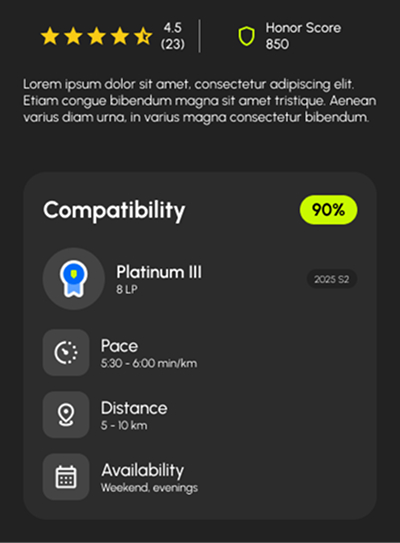 4.5
(23)
Honor Score
850
Lorem ipsum dolor sit amet, consectetur adipiscing elit.
Etiam congue bibendum magna sit amet tristique. Aenean
varius diam urna, in varius magna consectetur bibendum.
Compatibility
90%
Platinum III
8 LP
2025 S2
Pace
5:30 - 6:00 min/km
Distance
5 - 10 km
Availability
Weekend, evenings